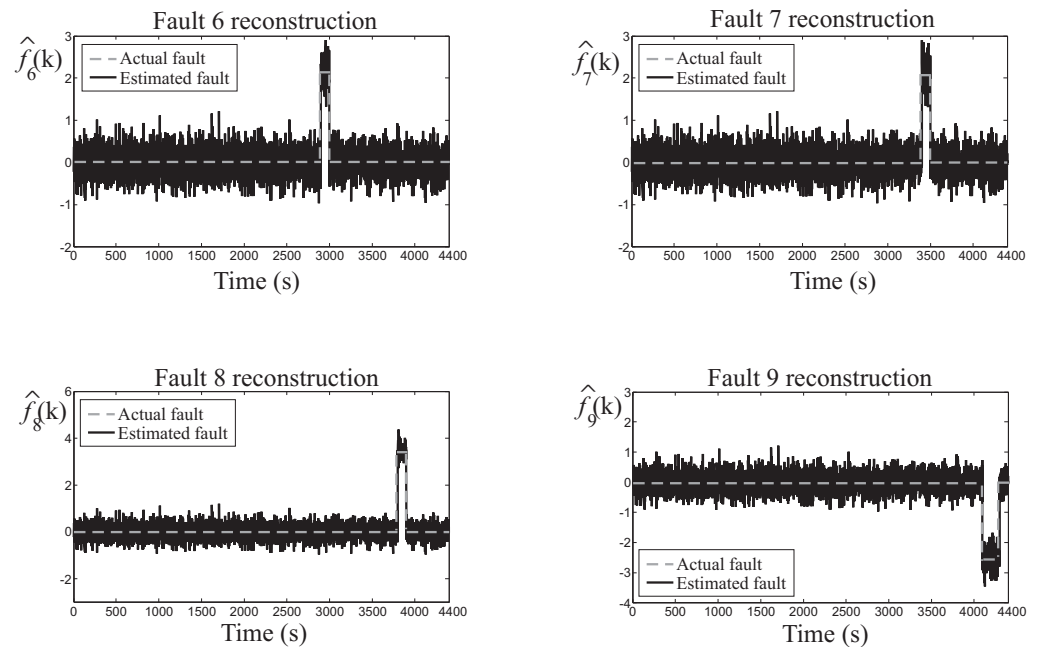 Fault 6 reconstruction
f̂6(k)
3
2
1
0
-1
-2
Actual fault
Estimated fault
0 500 1000 1500 2000 2500 3000 3500 4000 4400
Time (s)
Fault 7 reconstruction
f̂7(k)
3
2
1
0
-1
-2
Actual fault
Estimated fault
0 500 1000 1500 2000 2500 3000 3500 4000 4400
Time (s)
Fault 8 reconstruction
f̂8(k)
6
4
2
0
-2
Actual fault
Estimated fault
0 500 1000 1500 2000 2500 3000 3500 4000 4400
Time (s)
Fault 9 reconstruction
f̂9(k)
3
2
1
0
-1
-2
-3
-4
Actual fault
Estimated fault
0 500 1000 1500 2000 2500 3000 3500 4000 4400
Time (s)